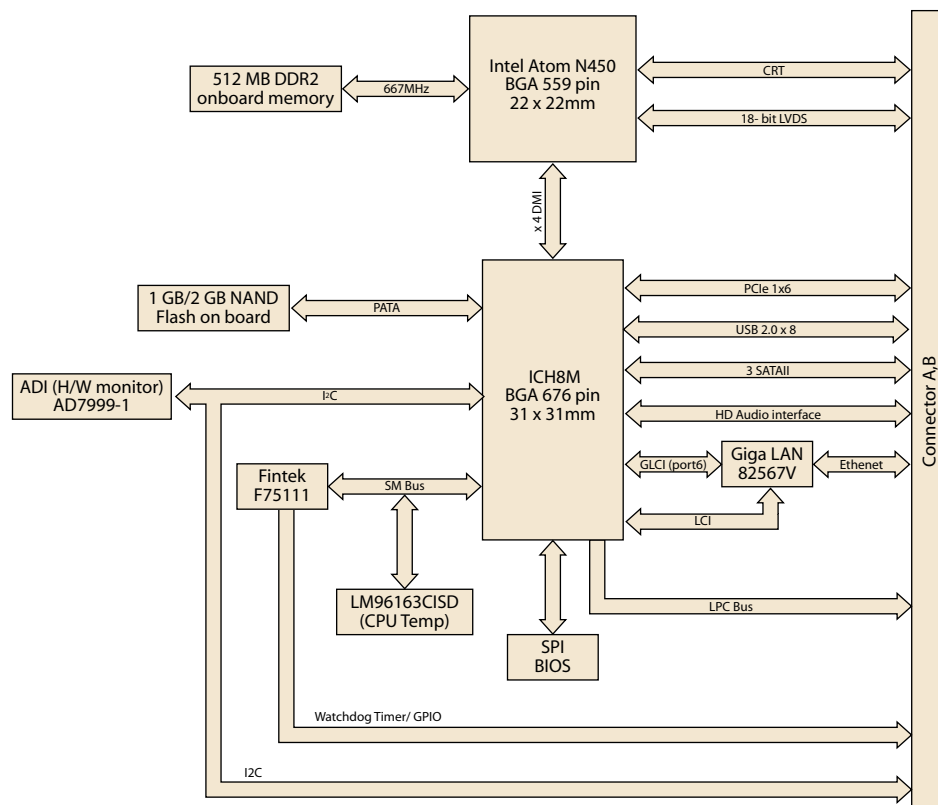 Intel Atom N450
BGA 559 pin
22 x 22mm
512 MB DDR2
onboard memory
667MHz
CRT
18- bit LVDS
x 4 DMI
1 GB/2 GB NAND
Flash on board
PATA
ICH8M
BGA 676 pin
31 x 31mm
PCIe 1x6
USB 2.0 x 8
3 SATAII
HD Audio interface
Connector A,B
ADI (H/W monitor)
AD7999-1
I²C
Fintek
F75111
SM Bus
GLCI (port6)
Giga LAN
82567V
Ethenet
LCI
LM96163CISD
(CPU Temp)
SPI
BIOS
LPC Bus
Watchdog Timer/ GPIO
I2C